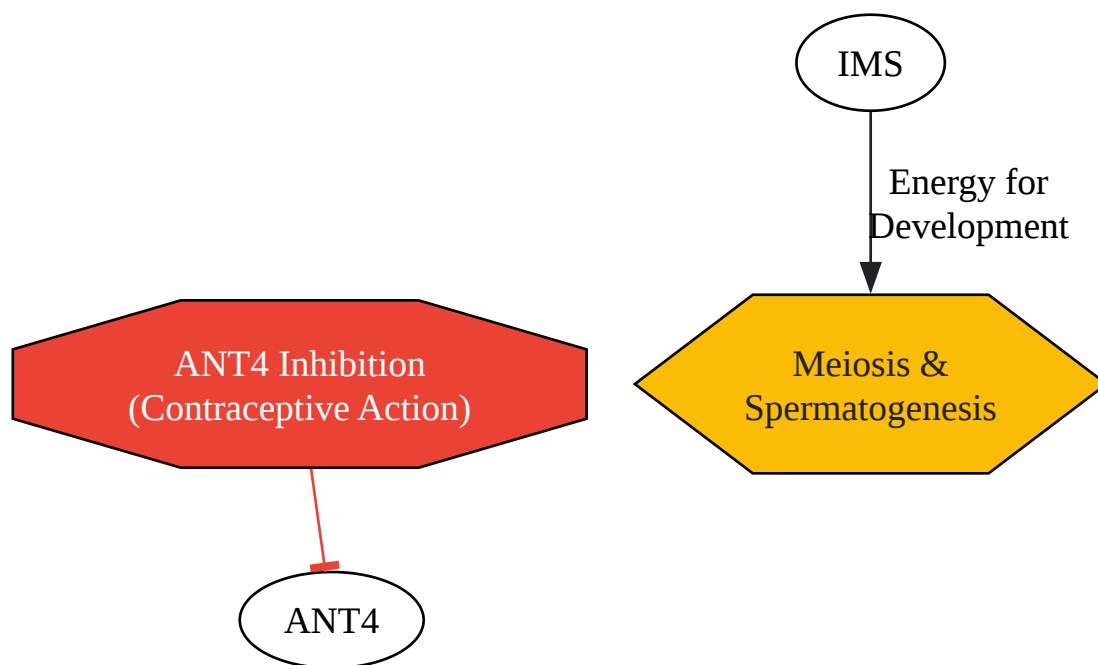 IMS
Energy for
Development
ANT4 Inhibition
(Contraceptive Action)
Meiosis &
Spermatogenesis
ANT4